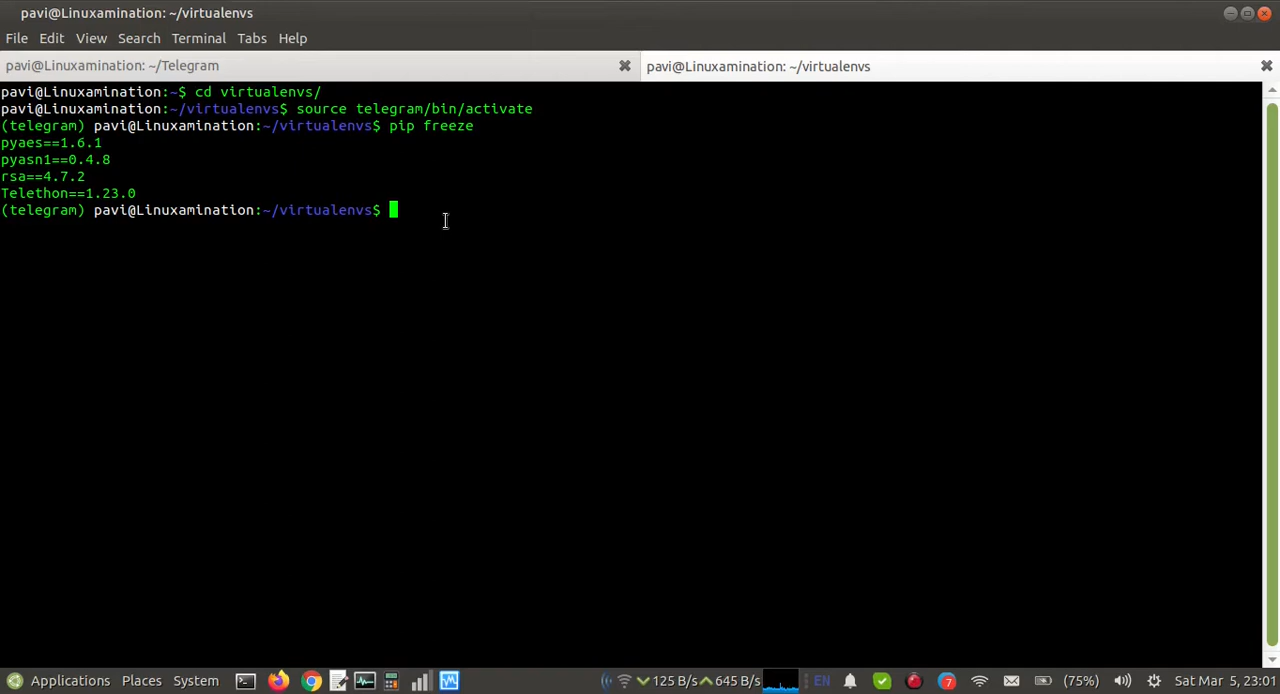 pavi@Linuxamination: ~/virtualenvs
File Edit View Search Terminal Tabs Help
pavi@Linuxamination: ~/Telegram
pavi@Linuxamination: ~/virtualenvs
pavi@Linuxamination:~$ cd virtualenvs/
pavi@Linuxamination:~/virtualenvs$ source telegram/bin/activate
(telegram) pavi@Linuxamination:~/virtualenvs$ pip freeze
pyaes==1.6.1
pyasn1==0.4.8
rsa==4.7.2
Telethon==1.23.0
(telegram) pavi@Linuxamination:~/virtualenvs$
Applications Places System 125 B/s 645 B/s EN 7 (75%) Sat Mar 5, 23:01